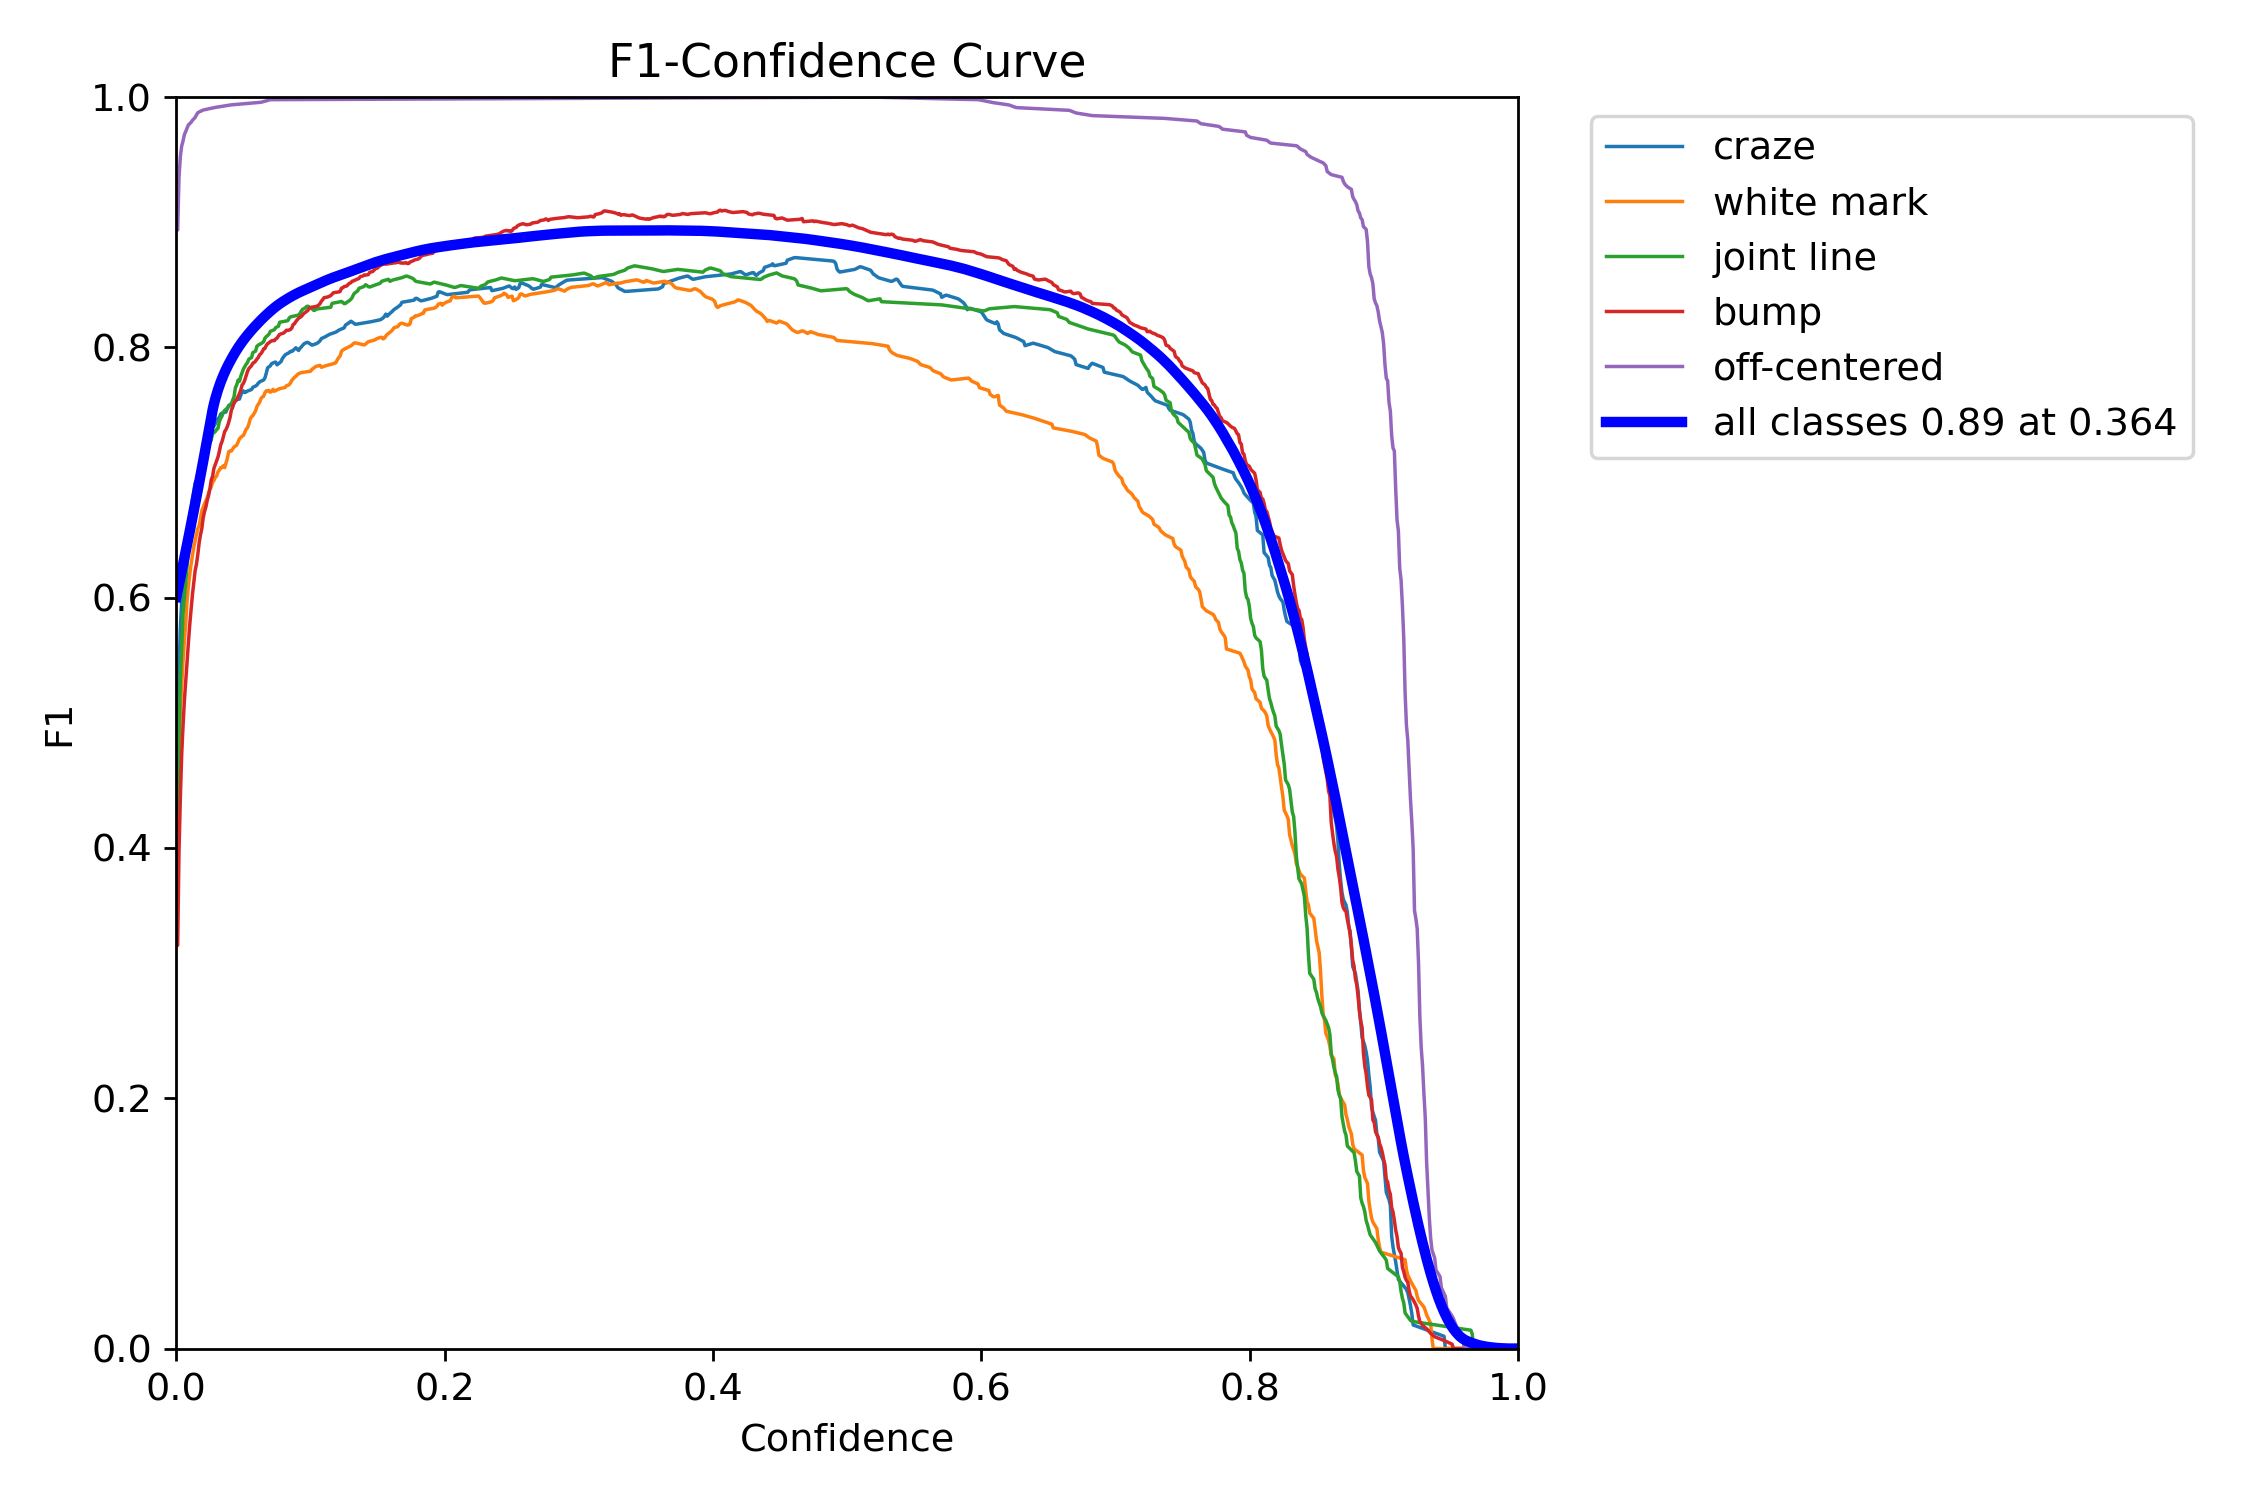 F1-Confidence Curve
1.0
0.8
0.6
0.4
0.2
0.0
F1
0.0 0.2 0.4 0.6 0.8 1.0
Confidence
craze
white mark
joint line
bump
off-centered
all classes 0.89 at 0.364